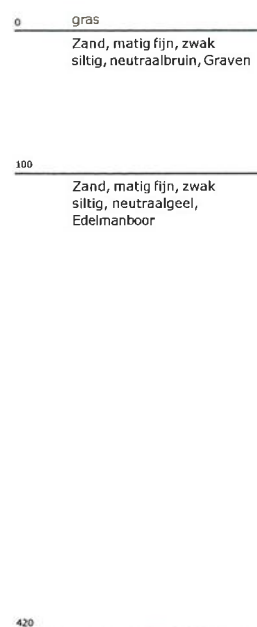 0 gras
Zand, matig fijn, zwak
siltig, neutraalbruin, Graven
100
Zand, matig fijn, zwak
siltig, neutraalgeel,
Edelmanboor
420